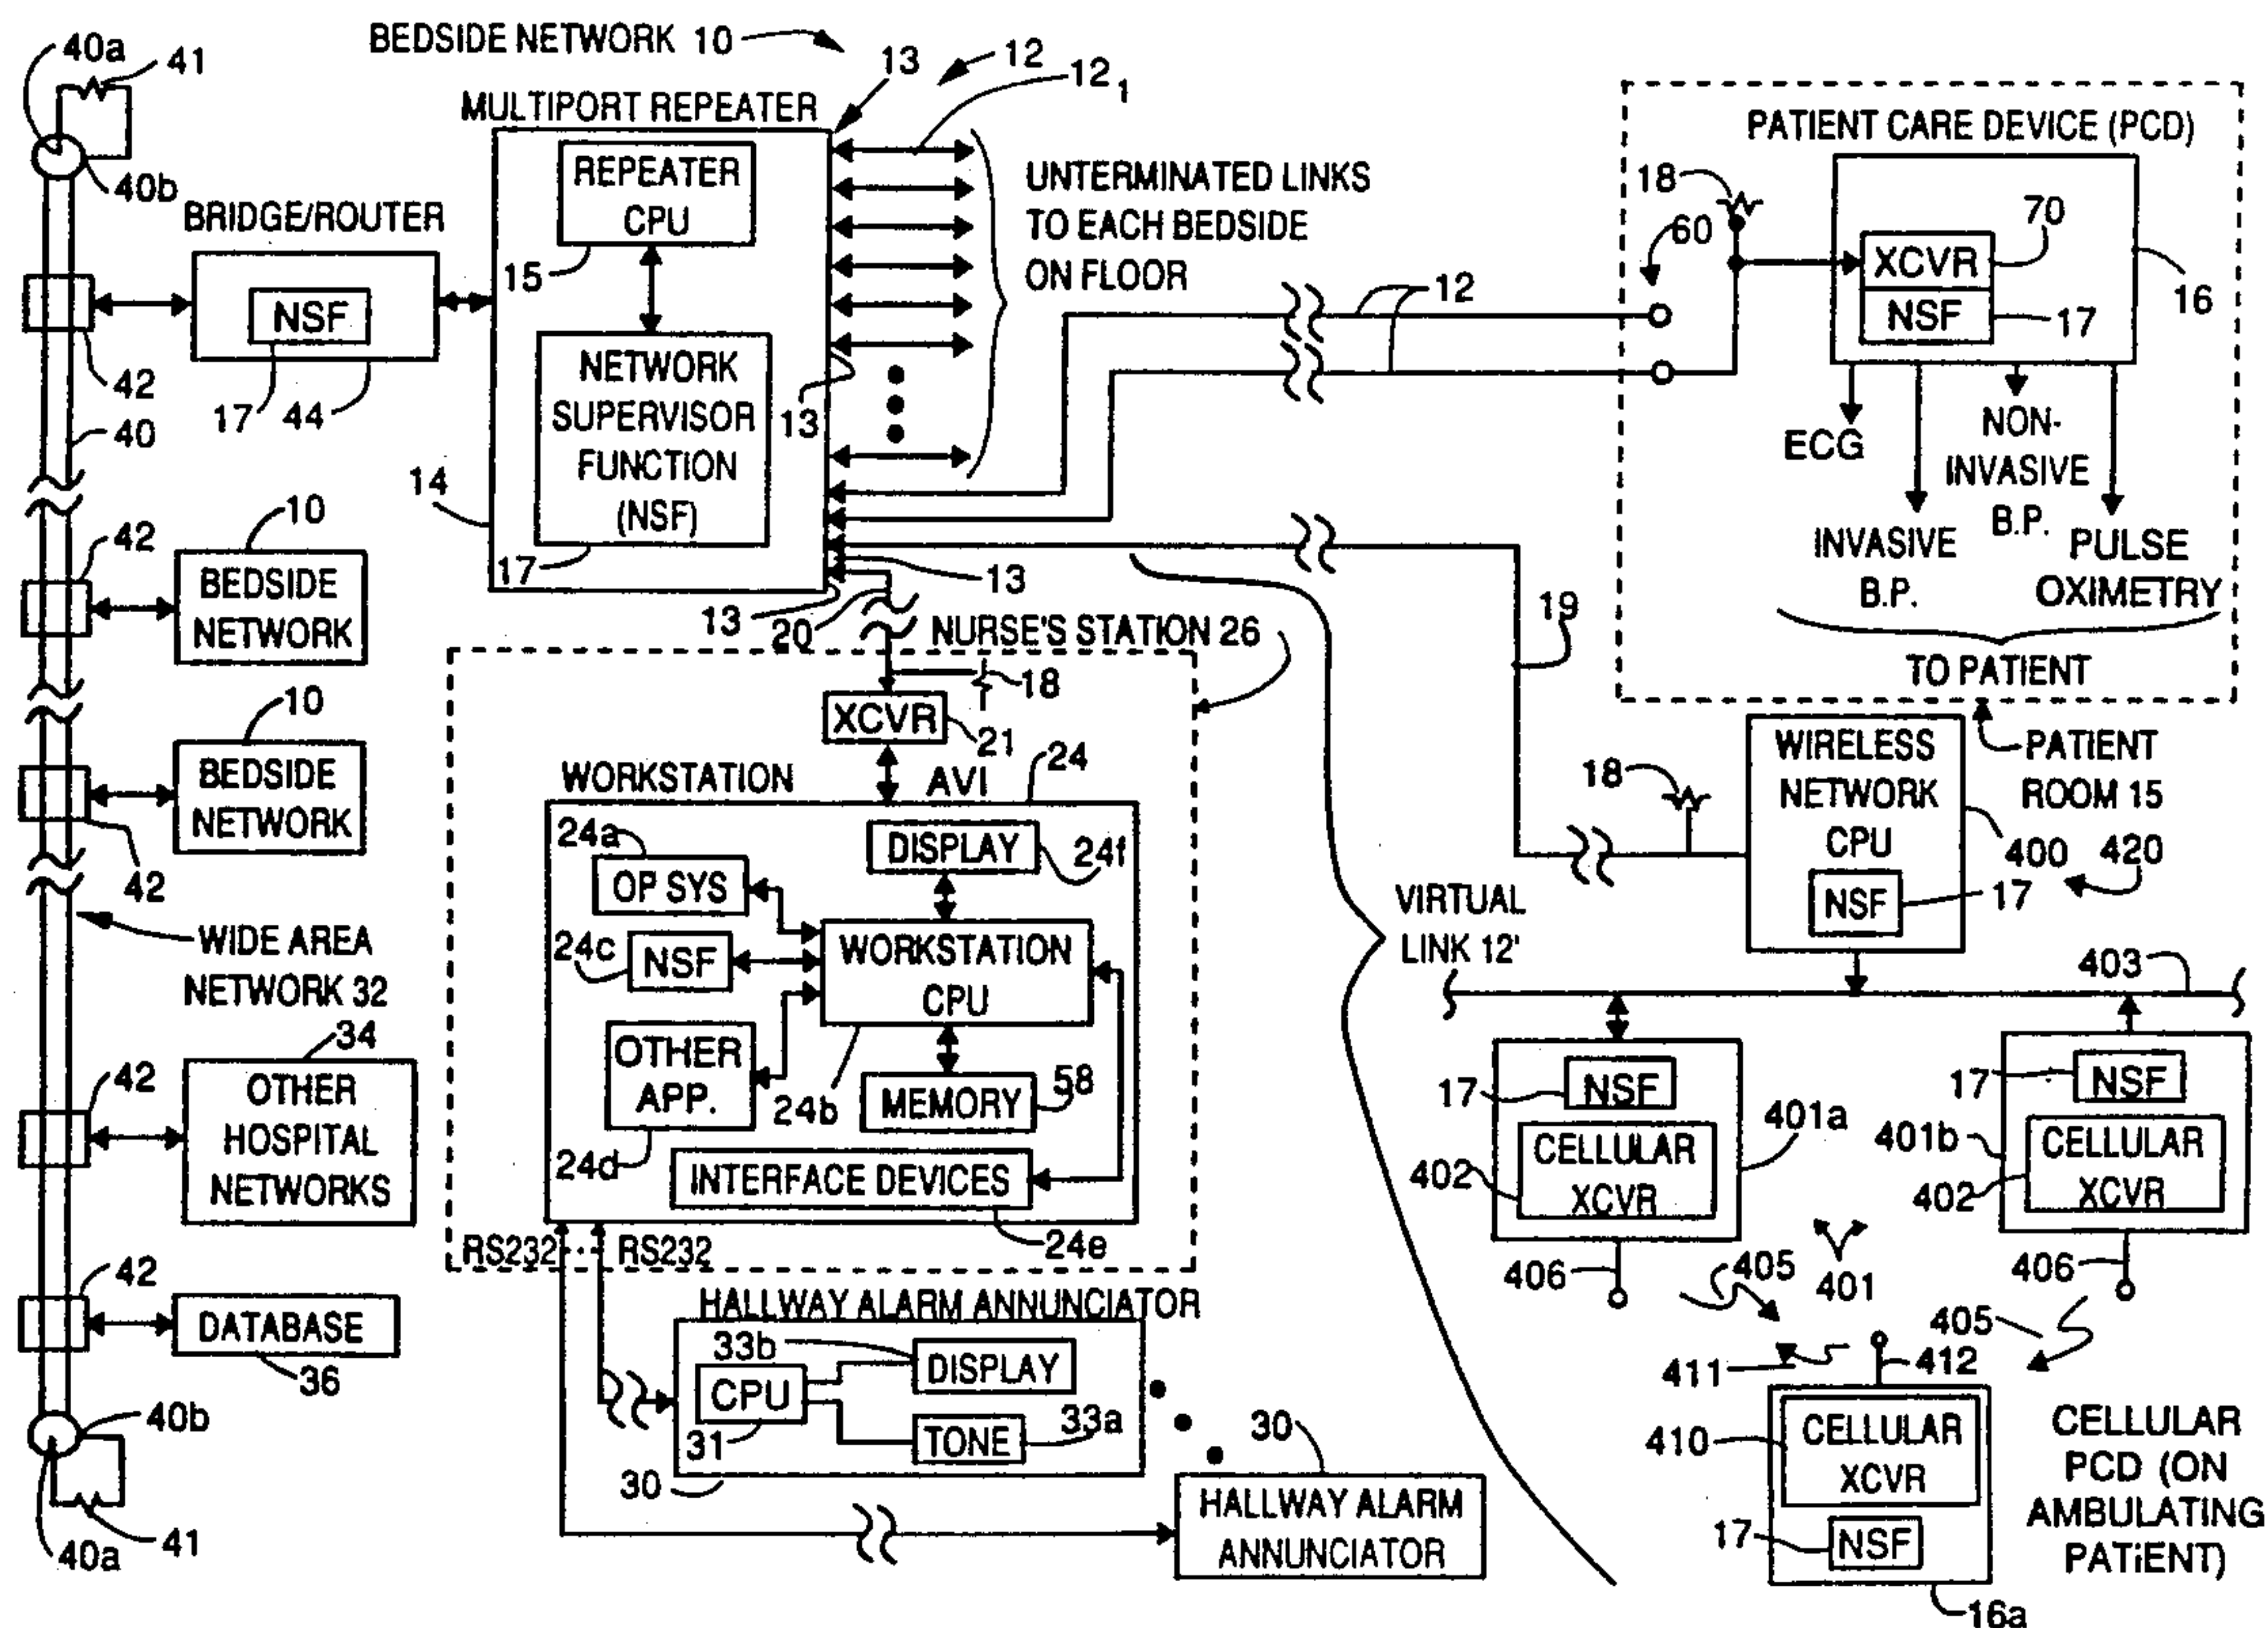 BEDSIDE NETWORK 10
40a
41
40b
13
12
12₁
MULTIPORT REPEATER
REPEATER
CPU
15
UNTERMINATED LINKS
TO EACH BEDSIDE
ON FLOOR
BRIDGE/ROUTER
NSF
17
44
42
40
NETWORK
SUPERVISOR
FUNCTION
(NSF)
17
14
13
12
13
13
20
PATIENT CARE DEVICE (PCD)
18
60
XCVR
70
NSF
17
16
ECG
NON-
INVASIVE
B.P.
INVASIVE
B.P.
PULSE
OXIMETRY
TO PATIENT
PATIENT
ROOM 15
42
10
BEDSIDE
NETWORK
10
BEDSIDE
NETWORK
42
WIDE AREA
NETWORK 32
34
42
OTHER
HOSPITAL
NETWORKS
42
DATABASE
36
40b
41
40a
NURSE'S STATION 26
18
XCVR
21
WORKSTATION
AVI
24
24a
OP SYS
DISPLAY
24f
24c
NSF
WORKSTATION
CPU
OTHER
APP.
24b
MEMORY
58
24d
INTERFACE DEVICES
24e
RS232
RS232
HALLWAY ALARM ANNUNCIATOR
33b
DISPLAY
CPU
31
TONE
33a
30
30
HALLWAY ALARM
ANNUNCIATOR
19
18
WIRELESS
NETWORK
CPU
NSF
17
400
420
VIRTUAL
LINK 12'
403
17
NSF
CELLULAR
XCVR
402
401a
406
17
NSF
401b
CELLULAR
XCVR
402
406
401
405
405
411
412
410
CELLULAR
XCVR
17
NSF
16a
CELLULAR
PCD (ON
AMBULATING
PATiENT)